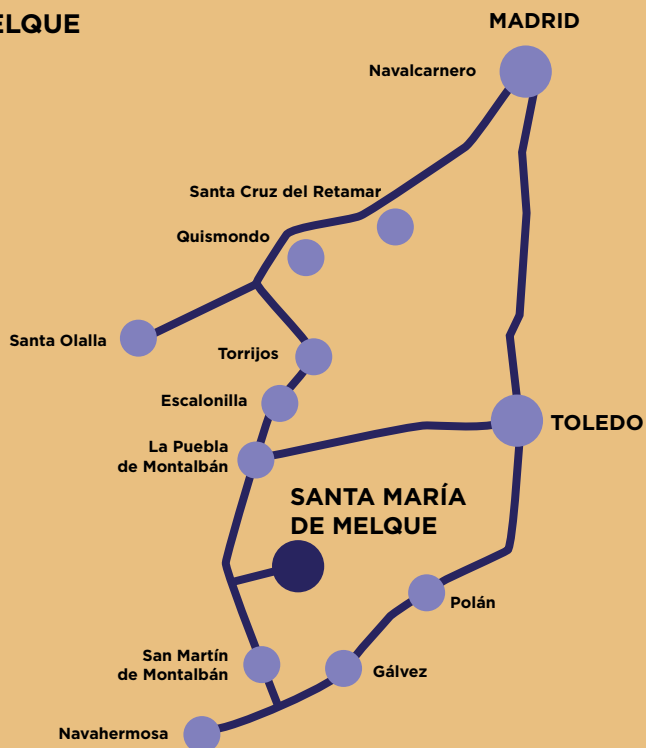 MADRID
Navalcarnero
Santa Cruz del Retamar
Quismondo
Santa Olalla
Torrijos
Escalonilla
La Puebla
de Montalbán
TOLEDO
SANTA MARÍA
DE MELQUE
Polán
San Martín
de Montalbán
Gálvez
Navahermosa